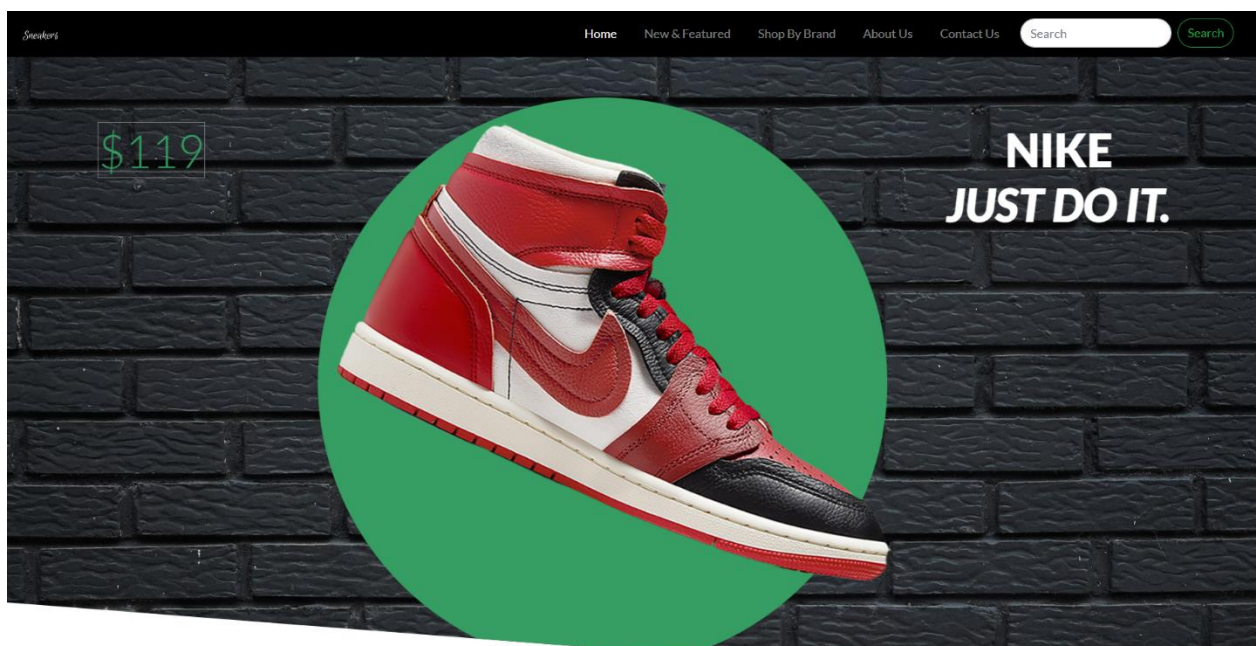 Sneakers
Home New & Featured Shop By Brand About Us Contact Us Search Search
$119
NIKE
JUST DO IT.